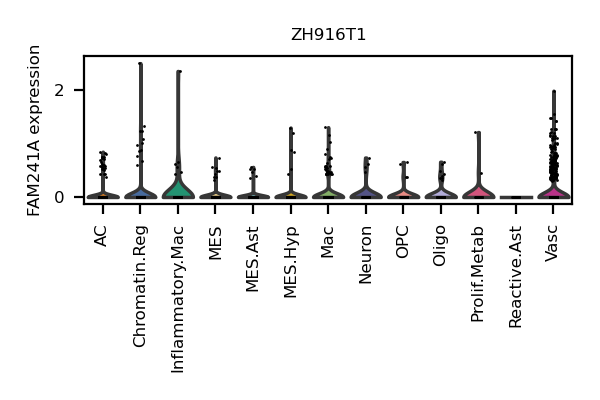 ZH916T1
FAM241A expression
2
0
AC
Chromatin.Reg
Inflammatory.Mac
MES
MES.Ast
MES.Hyp
Mac
Neuron
OPC
Oligo
Prolif.Metab
Reactive.Ast
Vasc